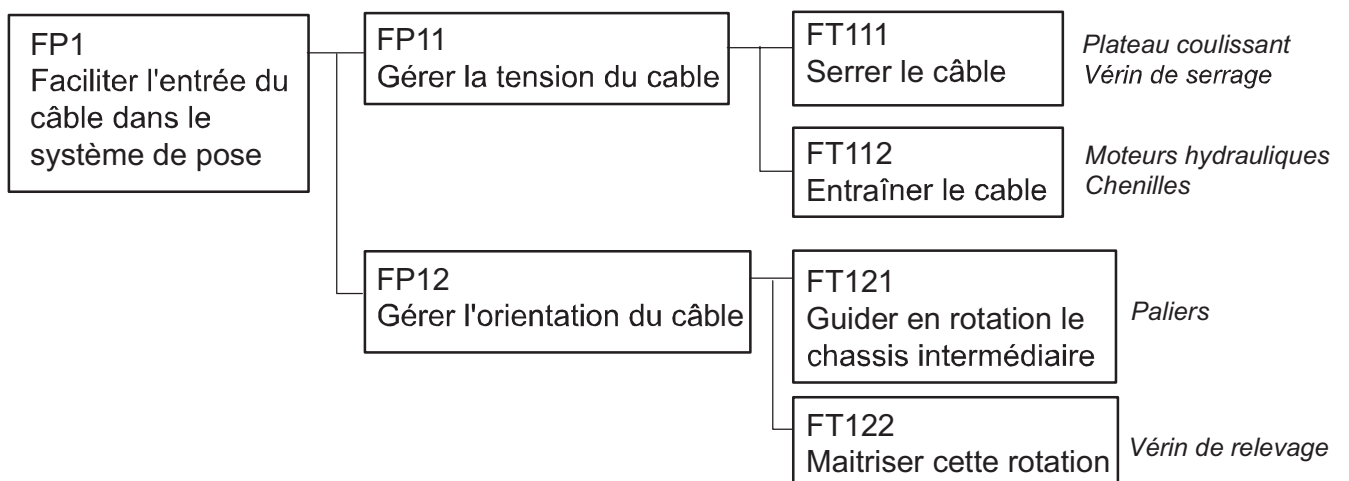 FP1
Faciliter l'entrée du
câble dans le
système de pose
FP11
Gérer la tension du cable
FT111
Serrer le câble
Plateau coulissant
Vérin de serrage
FT112
Entraîner le cable
Moteurs hydrauliques
Chenilles
FP12
Gérer l'orientation du câble
FT121
Guider en rotation le
chassis intermédiaire
Paliers
FT122
Maitriser cette rotation
Vérin de relevage